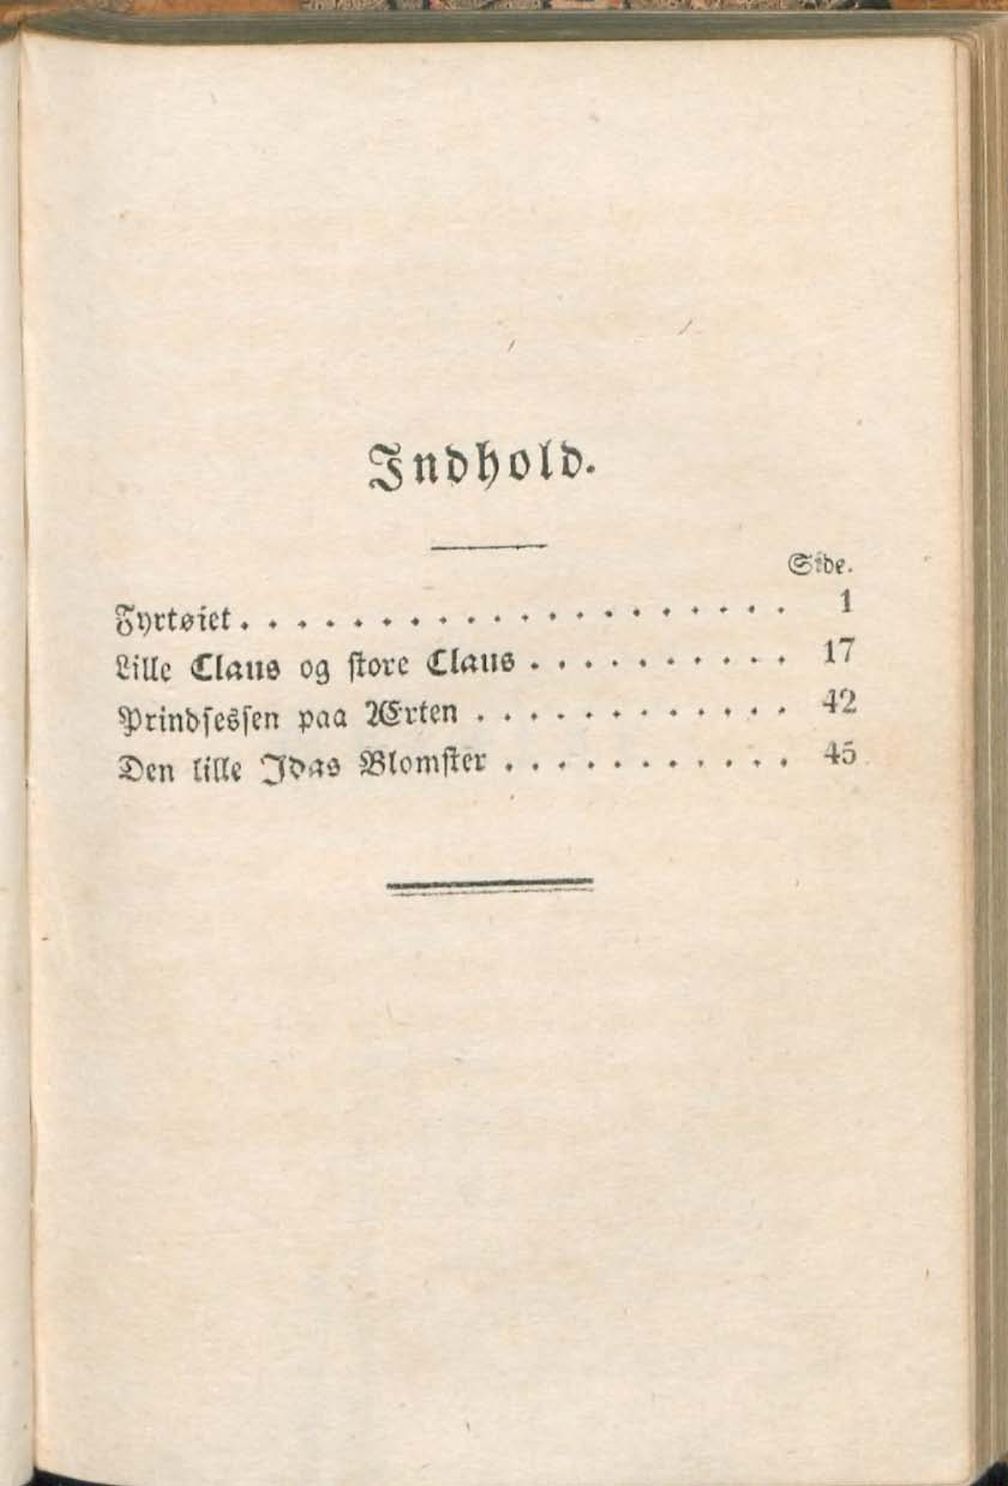 Indhold.
Side.
Fyrtøiet. . . . . . . . . . . . . . . . . . . . 1
Lille Claus og store Claus . . . . . . . . . . 17
Prindsessen paa Ærten . . . . . . . . . . . . 42
Den lille Idas Blomster . . . . . . . . . . . 45